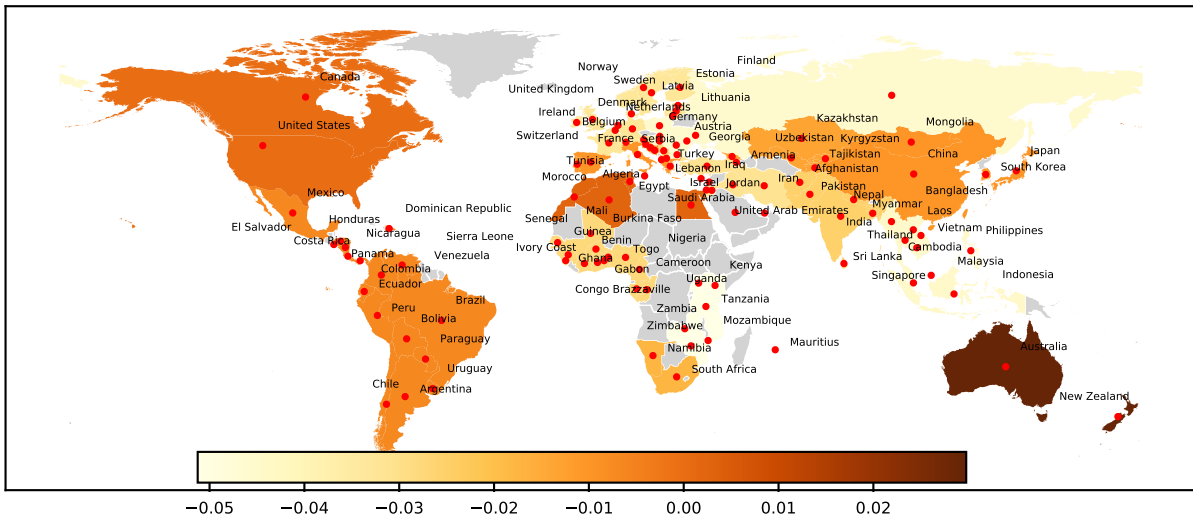 Finland
Norway
Sweden
Estonia
Canada
United Kingdom
Latvia
Denmark
Netherlands
Lithuania
Ireland
Belgium
Germany
Kazakhstan
Mongolia
United States
Switzerland
France
Serbia
Austria
Georgia
Uzbekistan
Kyrgyzstan
Japan
Tunisia
Turkey
Armenia
Tajikistan
China
Morocco
Algeria
Lebanon
Iraq
Afghanistan
South Korea
Mexico
Egypt
Israel
Jordan
Iran
Pakistan
Bangladesh
Dominican Republic
Mali
Saudi Arabia
Nepal
Myanmar
El Salvador
Honduras
Senegal
Burkina Faso
United Arab Emirates
India
Laos
Nicaragua
Guinea
Thailand
Vietnam
Philippines
Costa Rica
Sierra Leone
Ivory Coast
Benin
Nigeria
Cambodia
Panama
Venezuela
Ghana
Togo
Cameroon
Kenya
Sri Lanka
Malaysia
Colombia
Gabon
Uganda
Singapore
Indonesia
Ecuador
Congo Brazzaville
Brazil
Tanzania
Peru
Bolivia
Zambia
Mozambique
Paraguay
Zimbabwe
Namibia
Mauritius
Australia
Uruguay
South Africa
Chile
Argentina
New Zealand
−0.05
−0.04
−0.03
−0.02
−0.01
0.00
0.01
0.02